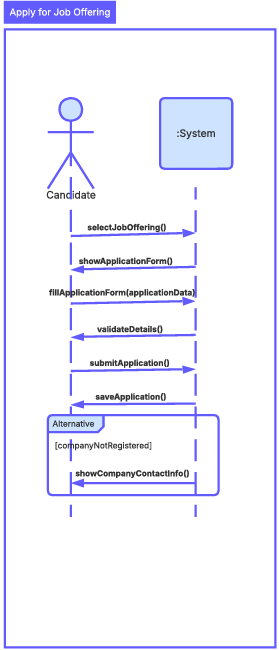 Apply for Job Offering
:System
Candidate
selectJobOffering()
showApplicationForm()
fillApplicationForm(applicationData)
validateDetails()
submitApplication()
saveApplication()
Alternative
[companyNotRegistered]
showCompanyContactInfo()